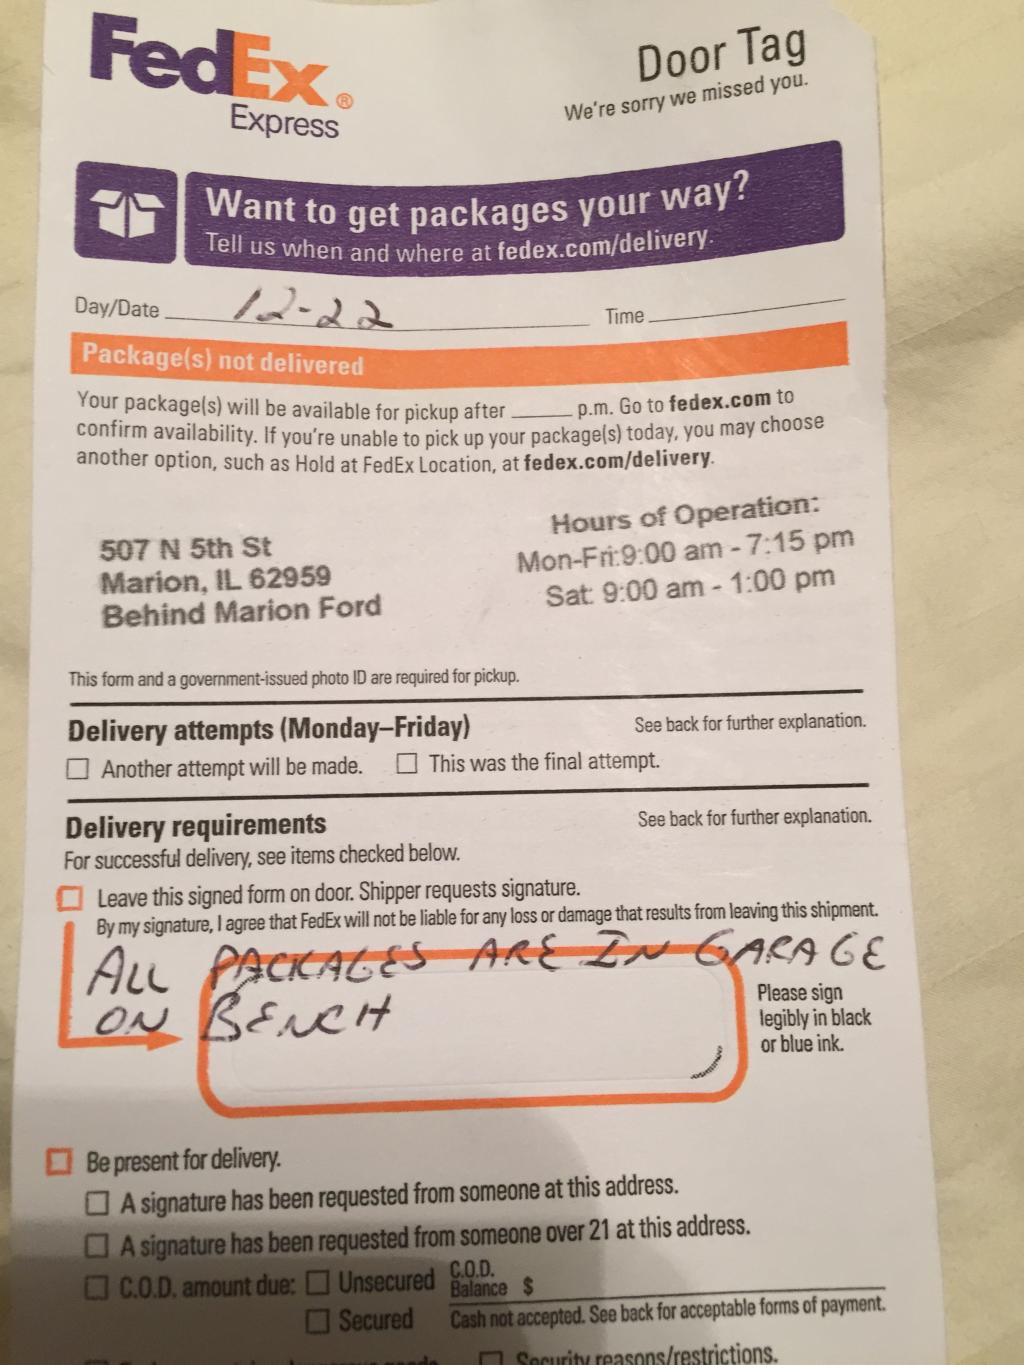 FedEx®
Express
Door Tag
We're sorry we missed you.
Want to get packages your way?
Tell us when and where at fedex.com/delivery.
Day/Date 12-22 Time
Package(s) not delivered
Your package(s) will be available for pickup after ______ p.m. Go to fedex.com to
confirm availability. If you're unable to pick up your package(s) today, you may choose
another option, such as Hold at FedEx Location, at fedex.com/delivery.
507 N 5th St
Marion, IL 62959
Behind Marion Ford
Hours of Operation:
Mon-Fri:9:00 am - 7:15 pm
Sat: 9:00 am - 1:00 pm
This form and a government-issued photo ID are required for pickup.
Delivery attempts (Monday–Friday) See back for further explanation.
Another attempt will be made. This was the final attempt.
Delivery requirements See back for further explanation.
For successful delivery, see items checked below.
Leave this signed form on door. Shipper requests signature.
By my signature, I agree that FedEx will not be liable for any loss or damage that results from leaving this shipment.
ALL PACKAGES ARE IN GARAGE
ON BENCH
Please sign
legibly in black
or blue ink.
Be present for delivery.
A signature has been requested from someone at this address.
A signature has been requested from someone over 21 at this address.
C.O.D. amount due: Unsecured C.O.D. Balance $
Secured Cash not accepted. See back for acceptable forms of payment.
Security reasons/restrictions.